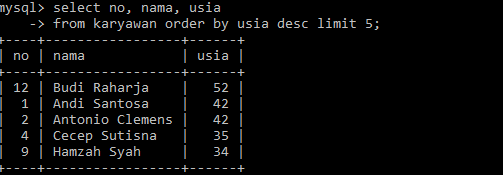 mysql> select no, nama, usia
    -> from karyawan order by usia desc limit 5;
+----+-----------------+------+
| no | nama            | usia |
+----+-----------------+------+
| 12 | Budi Raharja    |   52 |
|  1 | Andi Santosa    |   42 |
|  2 | Antonio Clemens |   42 |
|  4 | Cecep Sutisna   |   35 |
|  9 | Hamzah Syah     |   34 |
+----+-----------------+------+